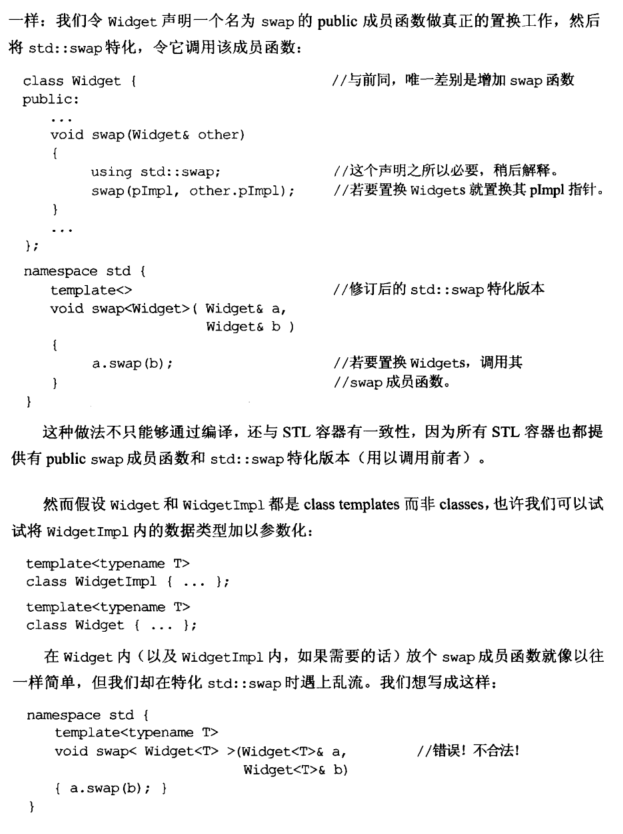 一样：我们令 Widget 声明一个名为 swap 的 public 成员函数做真正的置换工作，然后
将 std::swap 特化，令它调用该成员函数：
class Widget { //与前同，唯一差别是增加 swap 函数
public:
...
void swap(Widget& other)
{
using std::swap; //这个声明之所以必要，稍后解释。
swap(pImpl, other.pImpl); //若要置换 Widgets 就置换其 pImpl 指针。
}
...
};
namespace std {
template<> //修订后的 std::swap 特化版本
void swap<Widget>( Widget& a,
Widget& b )
{
a.swap(b); //若要置换 Widgets，调用其
} //swap 成员函数。
}
这种做法不只能够通过编译，还与 STL 容器有一致性，因为所有 STL 容器也都提
供有 public swap 成员函数和 std::swap 特化版本（用以调用前者）。
然而假设 Widget 和 WidgetImpl 都是 class templates 而非 classes，也许我们可以试
试将 WidgetImpl 内的数据类型加以参数化：
template<typename T>
class WidgetImpl { ... };
template<typename T>
class Widget { ... };
在 Widget 内（以及 WidgetImpl 内，如果需要的话）放个 swap 成员函数就像以往
一样简单，但我们却在特化 std::swap 时遇上乱流。我们想写成这样：
namespace std {
template<typename T>
void swap< Widget<T> >(Widget<T>& a, //错误！不合法！
Widget<T>& b)
{ a.swap(b); }
}